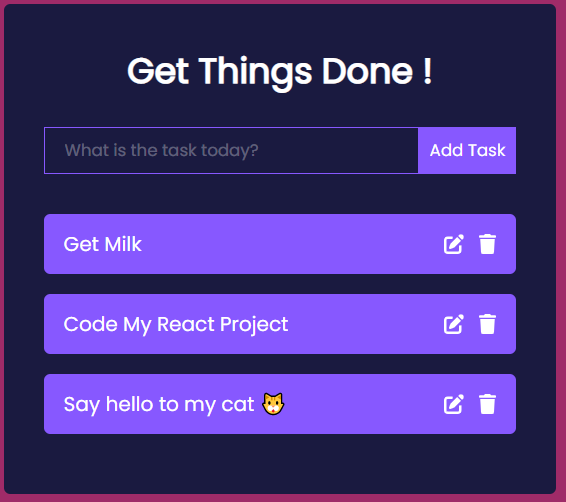 Get Things Done !
What is the task today?
Add Task
Get Milk
Code My React Project
Say hello to my cat 🐱